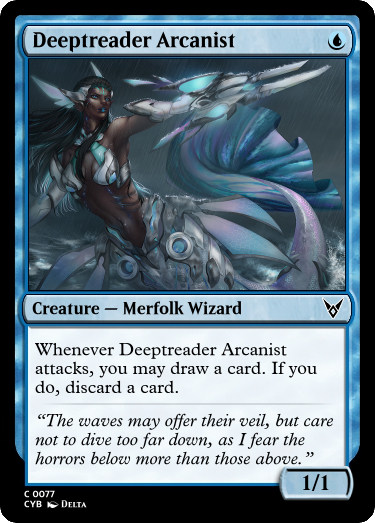 Deeptreader Arcanist
Creature — Merfolk Wizard
Whenever Deeptreader Arcanist
attacks, you may draw a card. If you
do, discard a card.
“The waves may offer their veil, but care
not to dive too far down, as I fear the
horrors below more than those above.”
1/1
C 0077
CYB Delta